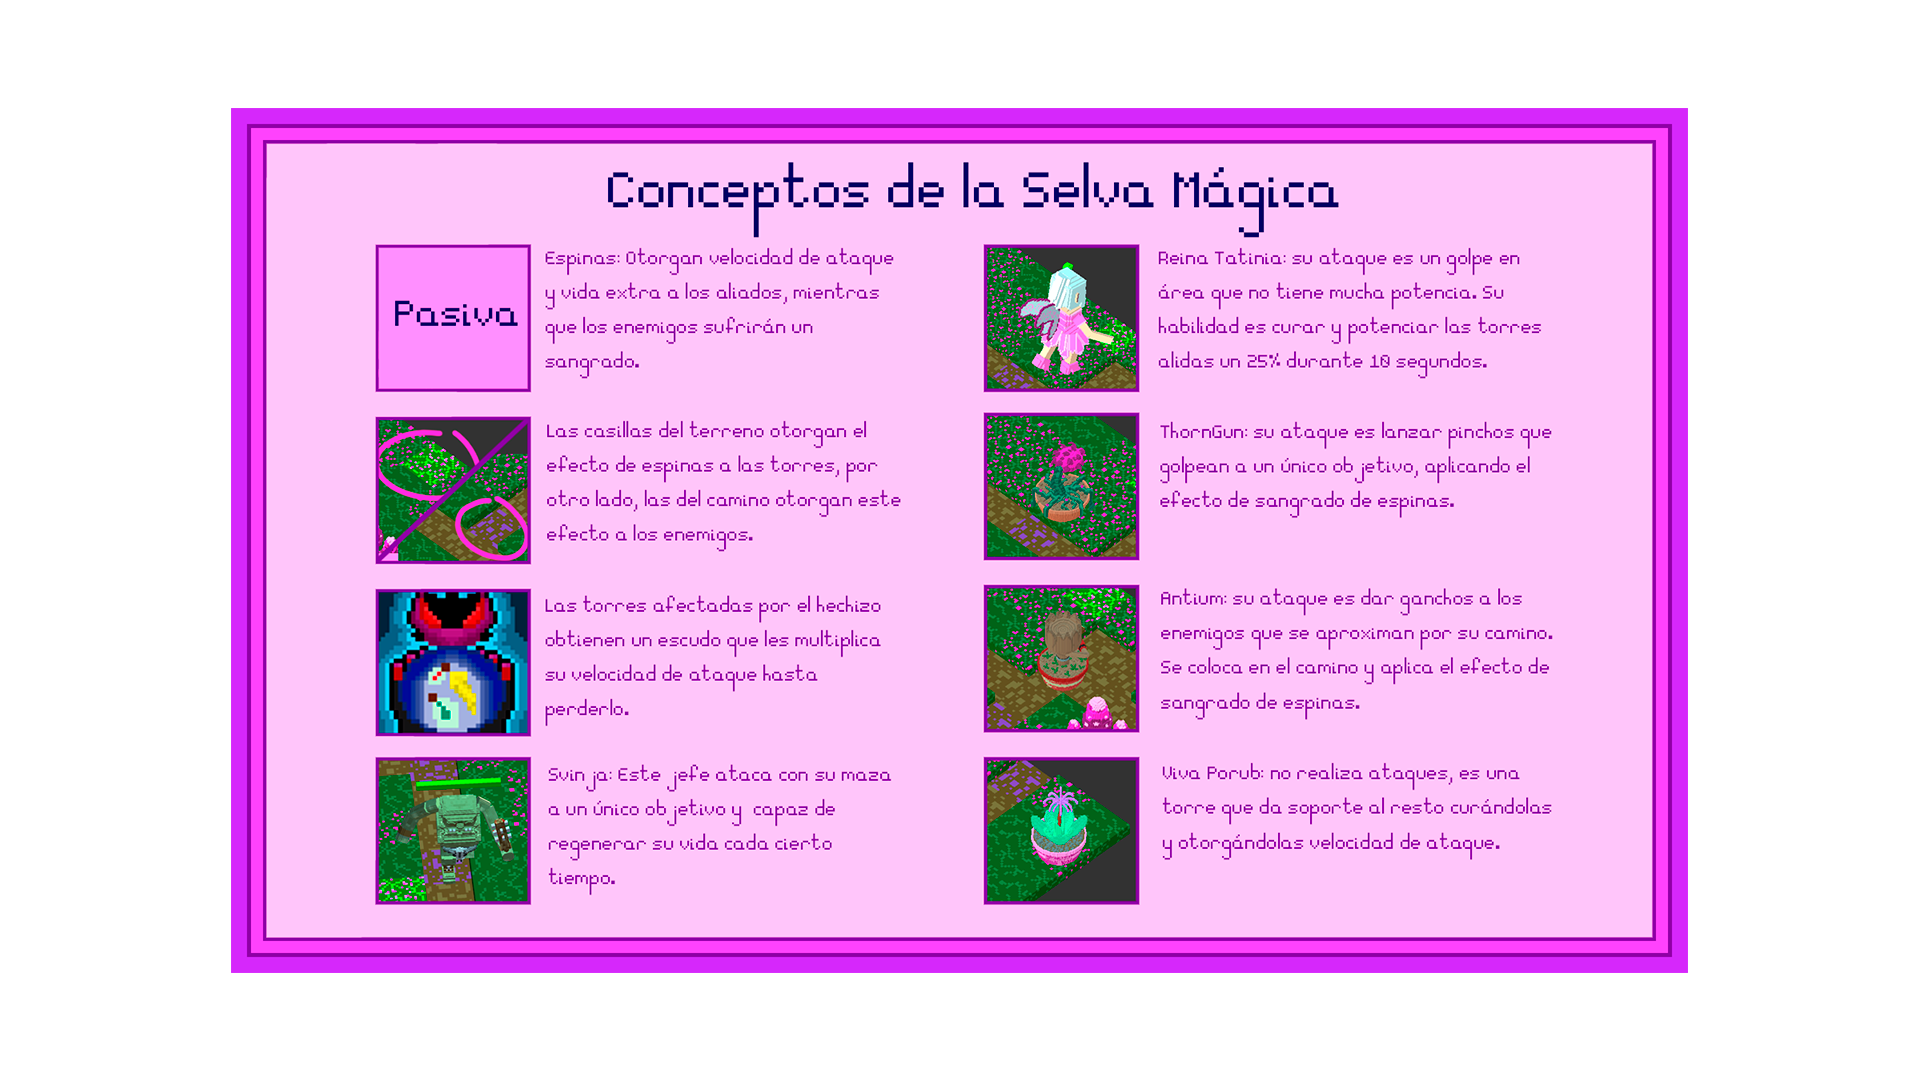 Conceptos de la Selva Mágica
Pasiva
Espinas: Otorgan velocidad de ataque
y vida extra a los aliados, mientras
que los enemigos sufrirán un
sangrado.
Las casillas del terreno otorgan el
efecto de espinas a las torres, por
otro lado, las del camino otorgan este
efecto a los enemigos.
Las torres afectadas por el hechizo
obtienen un escudo que les multiplica
su velocidad de ataque hasta
perderlo.
Svinja: Este jefe ataca con su maza
a un único objetivo y capaz de
regenerar su vida cada cierto
tiempo.
Reina Tatinia: su ataque es un golpe en
área que no tiene mucha potencia. Su
habilidad es curar y potenciar las torres
alidas un 25% durante 10 segundos.
ThornGun: su ataque es lanzar pinchos que
golpean a un único objetivo, aplicando el
efecto de sangrado de espinas.
Antium: su ataque es dar ganchos a los
enemigos que se aproximan por su camino.
Se coloca en el camino y aplica el efecto de
sangrado de espinas.
Viva Porub: no realiza ataques, es una
torre que da soporte al resto curándolas
y otorgándolas velocidad de ataque.